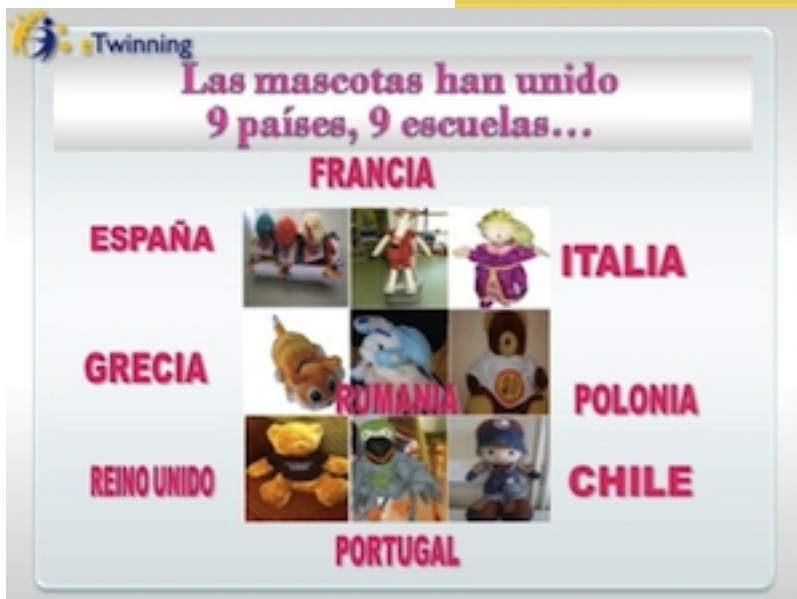 eTwinning
Las mascotas han unido
9 países, 9 escuelas...
FRANCIA
ESPAÑA
ITALIA
GRECIA
RUMANIA
POLONIA
REINO UNIDO
CHILE
PORTUGAL